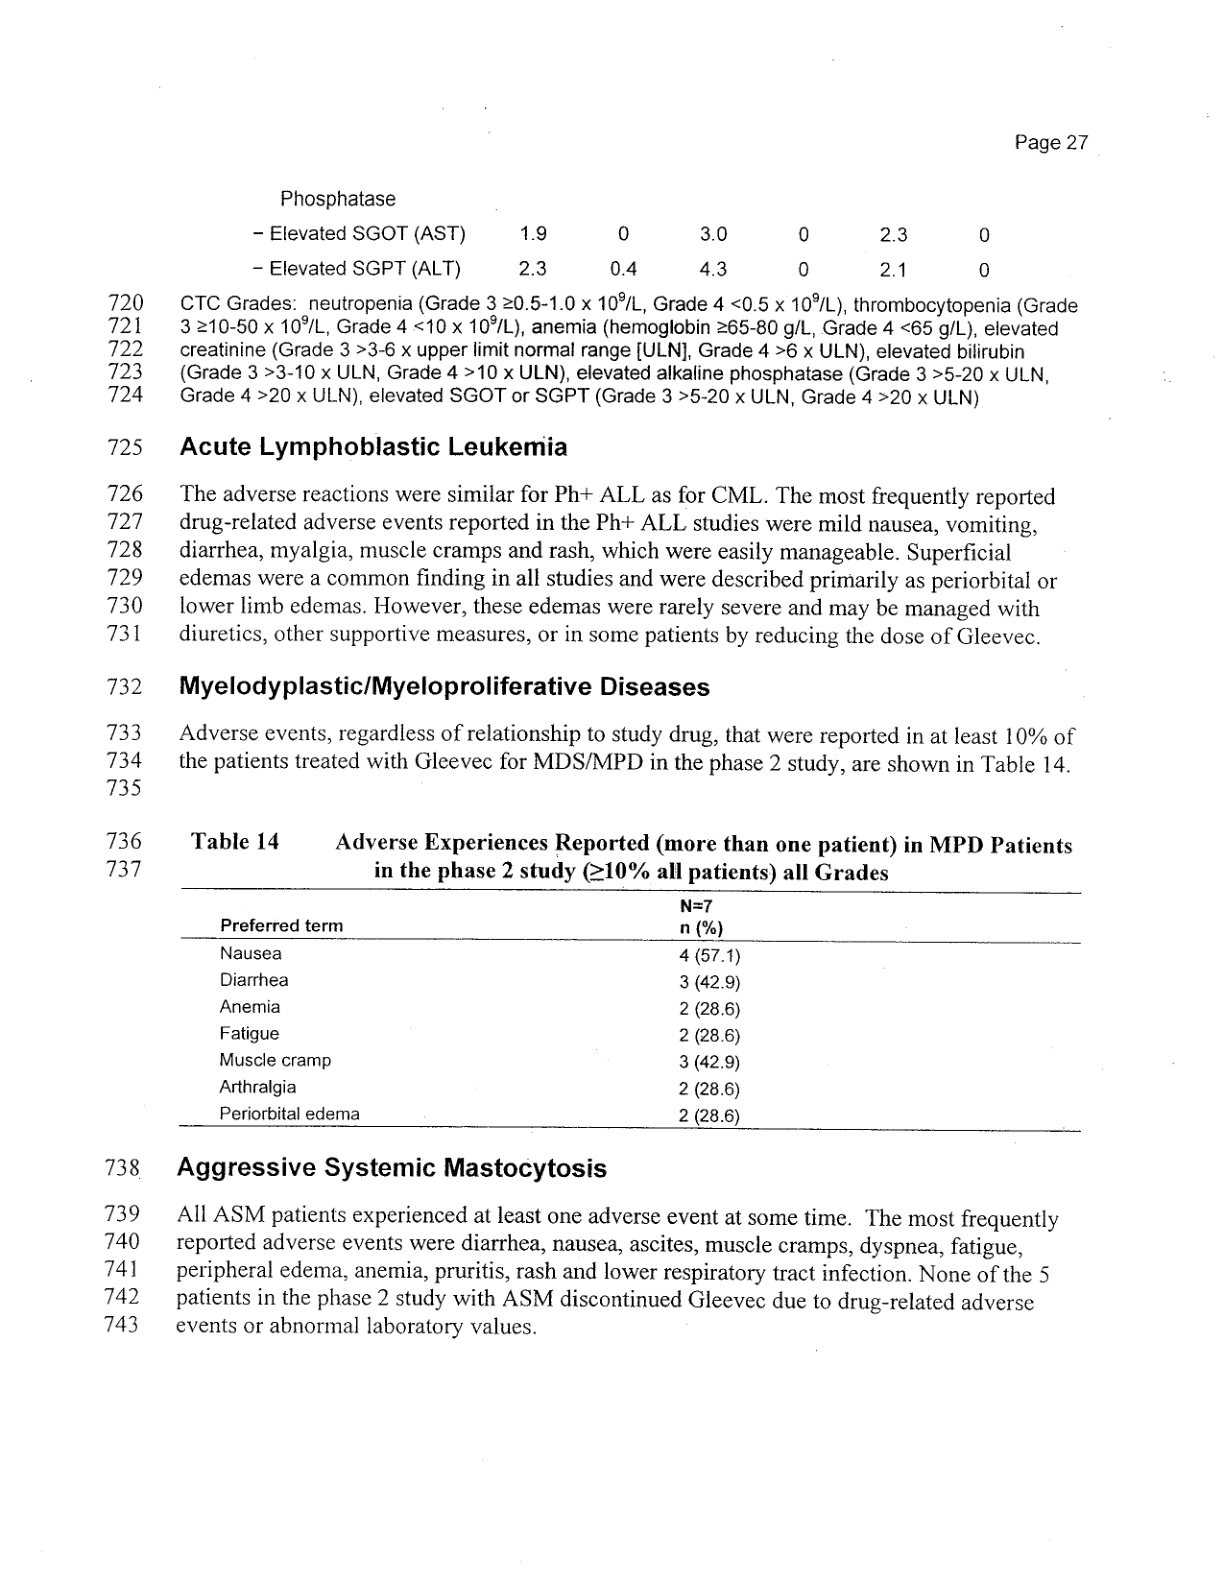 Page 27
Phosphatase
– Elevated SGOT (AST) 1.9 0 3.0 0 2.3 0
– Elevated SGPT (ALT) 2.3 0.4 4.3 0 2.1 0
720 CTC Grades: neutropenia (Grade 3 ≥0.5-1.0 x 10⁹/L, Grade 4 <0.5 x 10⁹/L), thrombocytopenia (Grade
721 3 ≥10-50 x 10⁹/L, Grade 4 <10 x 10⁹/L), anemia (hemoglobin ≥65-80 g/L, Grade 4 <65 g/L), elevated
722 creatinine (Grade 3 >3-6 x upper limit normal range [ULN], Grade 4 >6 x ULN), elevated bilirubin
723 (Grade 3 >3-10 x ULN, Grade 4 >10 x ULN), elevated alkaline phosphatase (Grade 3 >5-20 x ULN,
724 Grade 4 >20 x ULN), elevated SGOT or SGPT (Grade 3 >5-20 x ULN, Grade 4 >20 x ULN)
725 Acute Lymphoblastic Leukemia
726 The adverse reactions were similar for Ph+ ALL as for CML. The most frequently reported
727 drug-related adverse events reported in the Ph+ ALL studies were mild nausea, vomiting,
728 diarrhea, myalgia, muscle cramps and rash, which were easily manageable. Superficial
729 edemas were a common finding in all studies and were described primarily as periorbital or
730 lower limb edemas. However, these edemas were rarely severe and may be managed with
731 diuretics, other supportive measures, or in some patients by reducing the dose of Gleevec.
732 Myelodyplastic/Myeloproliferative Diseases
733 Adverse events, regardless of relationship to study drug, that were reported in at least 10% of
734 the patients treated with Gleevec for MDS/MPD in the phase 2 study, are shown in Table 14.
735
736 Table 14 Adverse Experiences Reported (more than one patient) in MPD Patients
737 in the phase 2 study (≥10% all patients) all Grades
N=7
Preferred term n (%)
Nausea 4 (57.1)
Diarrhea 3 (42.9)
Anemia 2 (28.6)
Fatigue 2 (28.6)
Muscle cramp 3 (42.9)
Arthralgia 2 (28.6)
Periorbital edema 2 (28.6)
738 Aggressive Systemic Mastocytosis
739 All ASM patients experienced at least one adverse event at some time. The most frequently
740 reported adverse events were diarrhea, nausea, ascites, muscle cramps, dyspnea, fatigue,
741 peripheral edema, anemia, pruritis, rash and lower respiratory tract infection. None of the 5
742 patients in the phase 2 study with ASM discontinued Gleevec due to drug-related adverse
743 events or abnormal laboratory values.